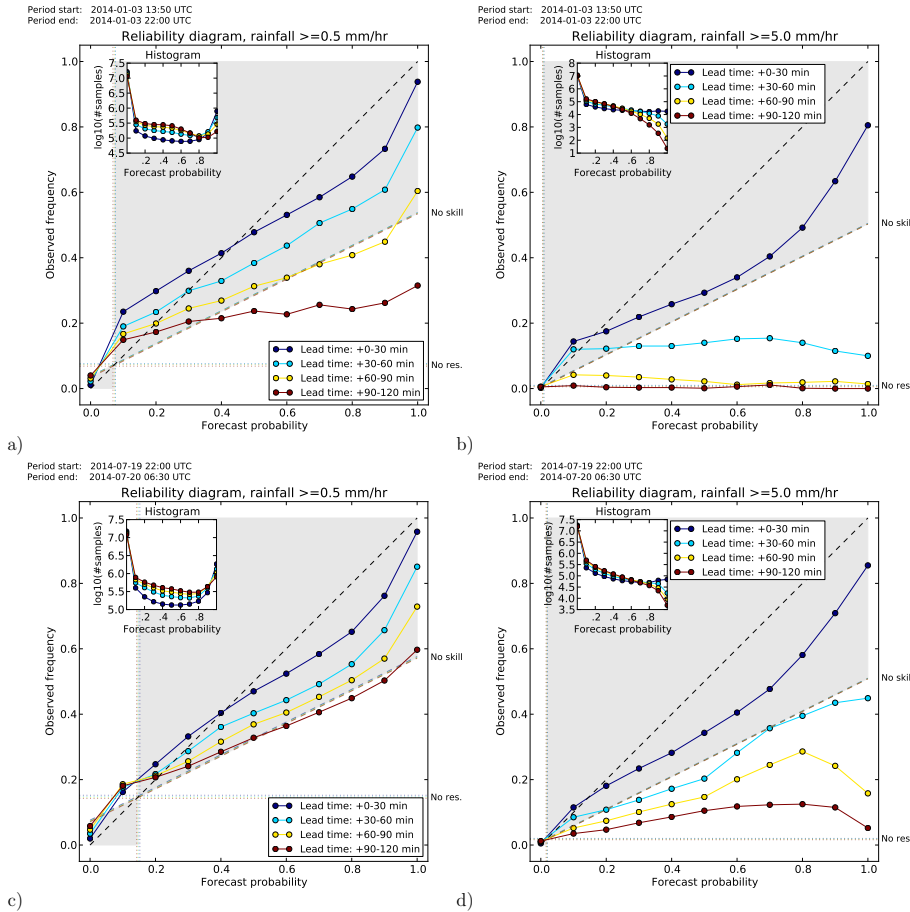 Period start: 2014-01-03 13:50 UTC
Period end: 2014-01-03 22:00 UTC
Reliability diagram, rainfall >=0.5 mm/hr
Histogram
log10(#samples)
7.5
7.0
6.5
6.0
5.5
5.0
4.5
.2 .4 .6 .8
Forecast probability
Observed frequency
1.0
0.8
0.6
0.4
0.2
0.0
No skill
No res.
Lead time: +0-30 min
Lead time: +30-60 min
Lead time: +60-90 min
Lead time: +90-120 min
0.0 0.2 0.4 0.6 0.8 1.0
Forecast probability
a)
Period start: 2014-01-03 13:50 UTC
Period end: 2014-01-03 22:00 UTC
Reliability diagram, rainfall >=5.0 mm/hr
Histogram
log10(#samples)
8
7
6
5
4
3
2
1
.2 .4 .6 .8
Forecast probability
Lead time: +0-30 min
Lead time: +30-60 min
Lead time: +60-90 min
Lead time: +90-120 min
Observed frequency
1.0
0.8
0.6
0.4
0.2
0.0
No skil
No res
0.0 0.2 0.4 0.6 0.8 1.0
Forecast probability
b)
Period start: 2014-07-19 22:00 UTC
Period end: 2014-07-20 06:30 UTC
Reliability diagram, rainfall >=0.5 mm/hr
Histogram
log10(#samples)
7.5
7.0
6.5
6.0
5.5
5.0
.2 .4 .6 .8
Forecast probability
Observed frequency
1.0
0.8
0.6
0.4
0.2
0.0
No skill
No res.
Lead time: +0-30 min
Lead time: +30-60 min
Lead time: +60-90 min
Lead time: +90-120 min
0.0 0.2 0.4 0.6 0.8 1.0
Forecast probability
c)
Period start: 2014-07-19 22:00 UTC
Period end: 2014-07-20 06:30 UTC
Reliability diagram, rainfall >=5.0 mm/hr
Histogram
log10(#samples)
7.5
7.0
6.5
6.0
5.5
5.0
4.5
4.0
3.5
.2 .4 .6 .8
Forecast probability
Lead time: +0-30 min
Lead time: +30-60 min
Lead time: +60-90 min
Lead time: +90-120 min
Observed frequency
1.0
0.8
0.6
0.4
0.2
0.0
No skil
No res
0.0 0.2 0.4 0.6 0.8 1.0
Forecast probability
d)